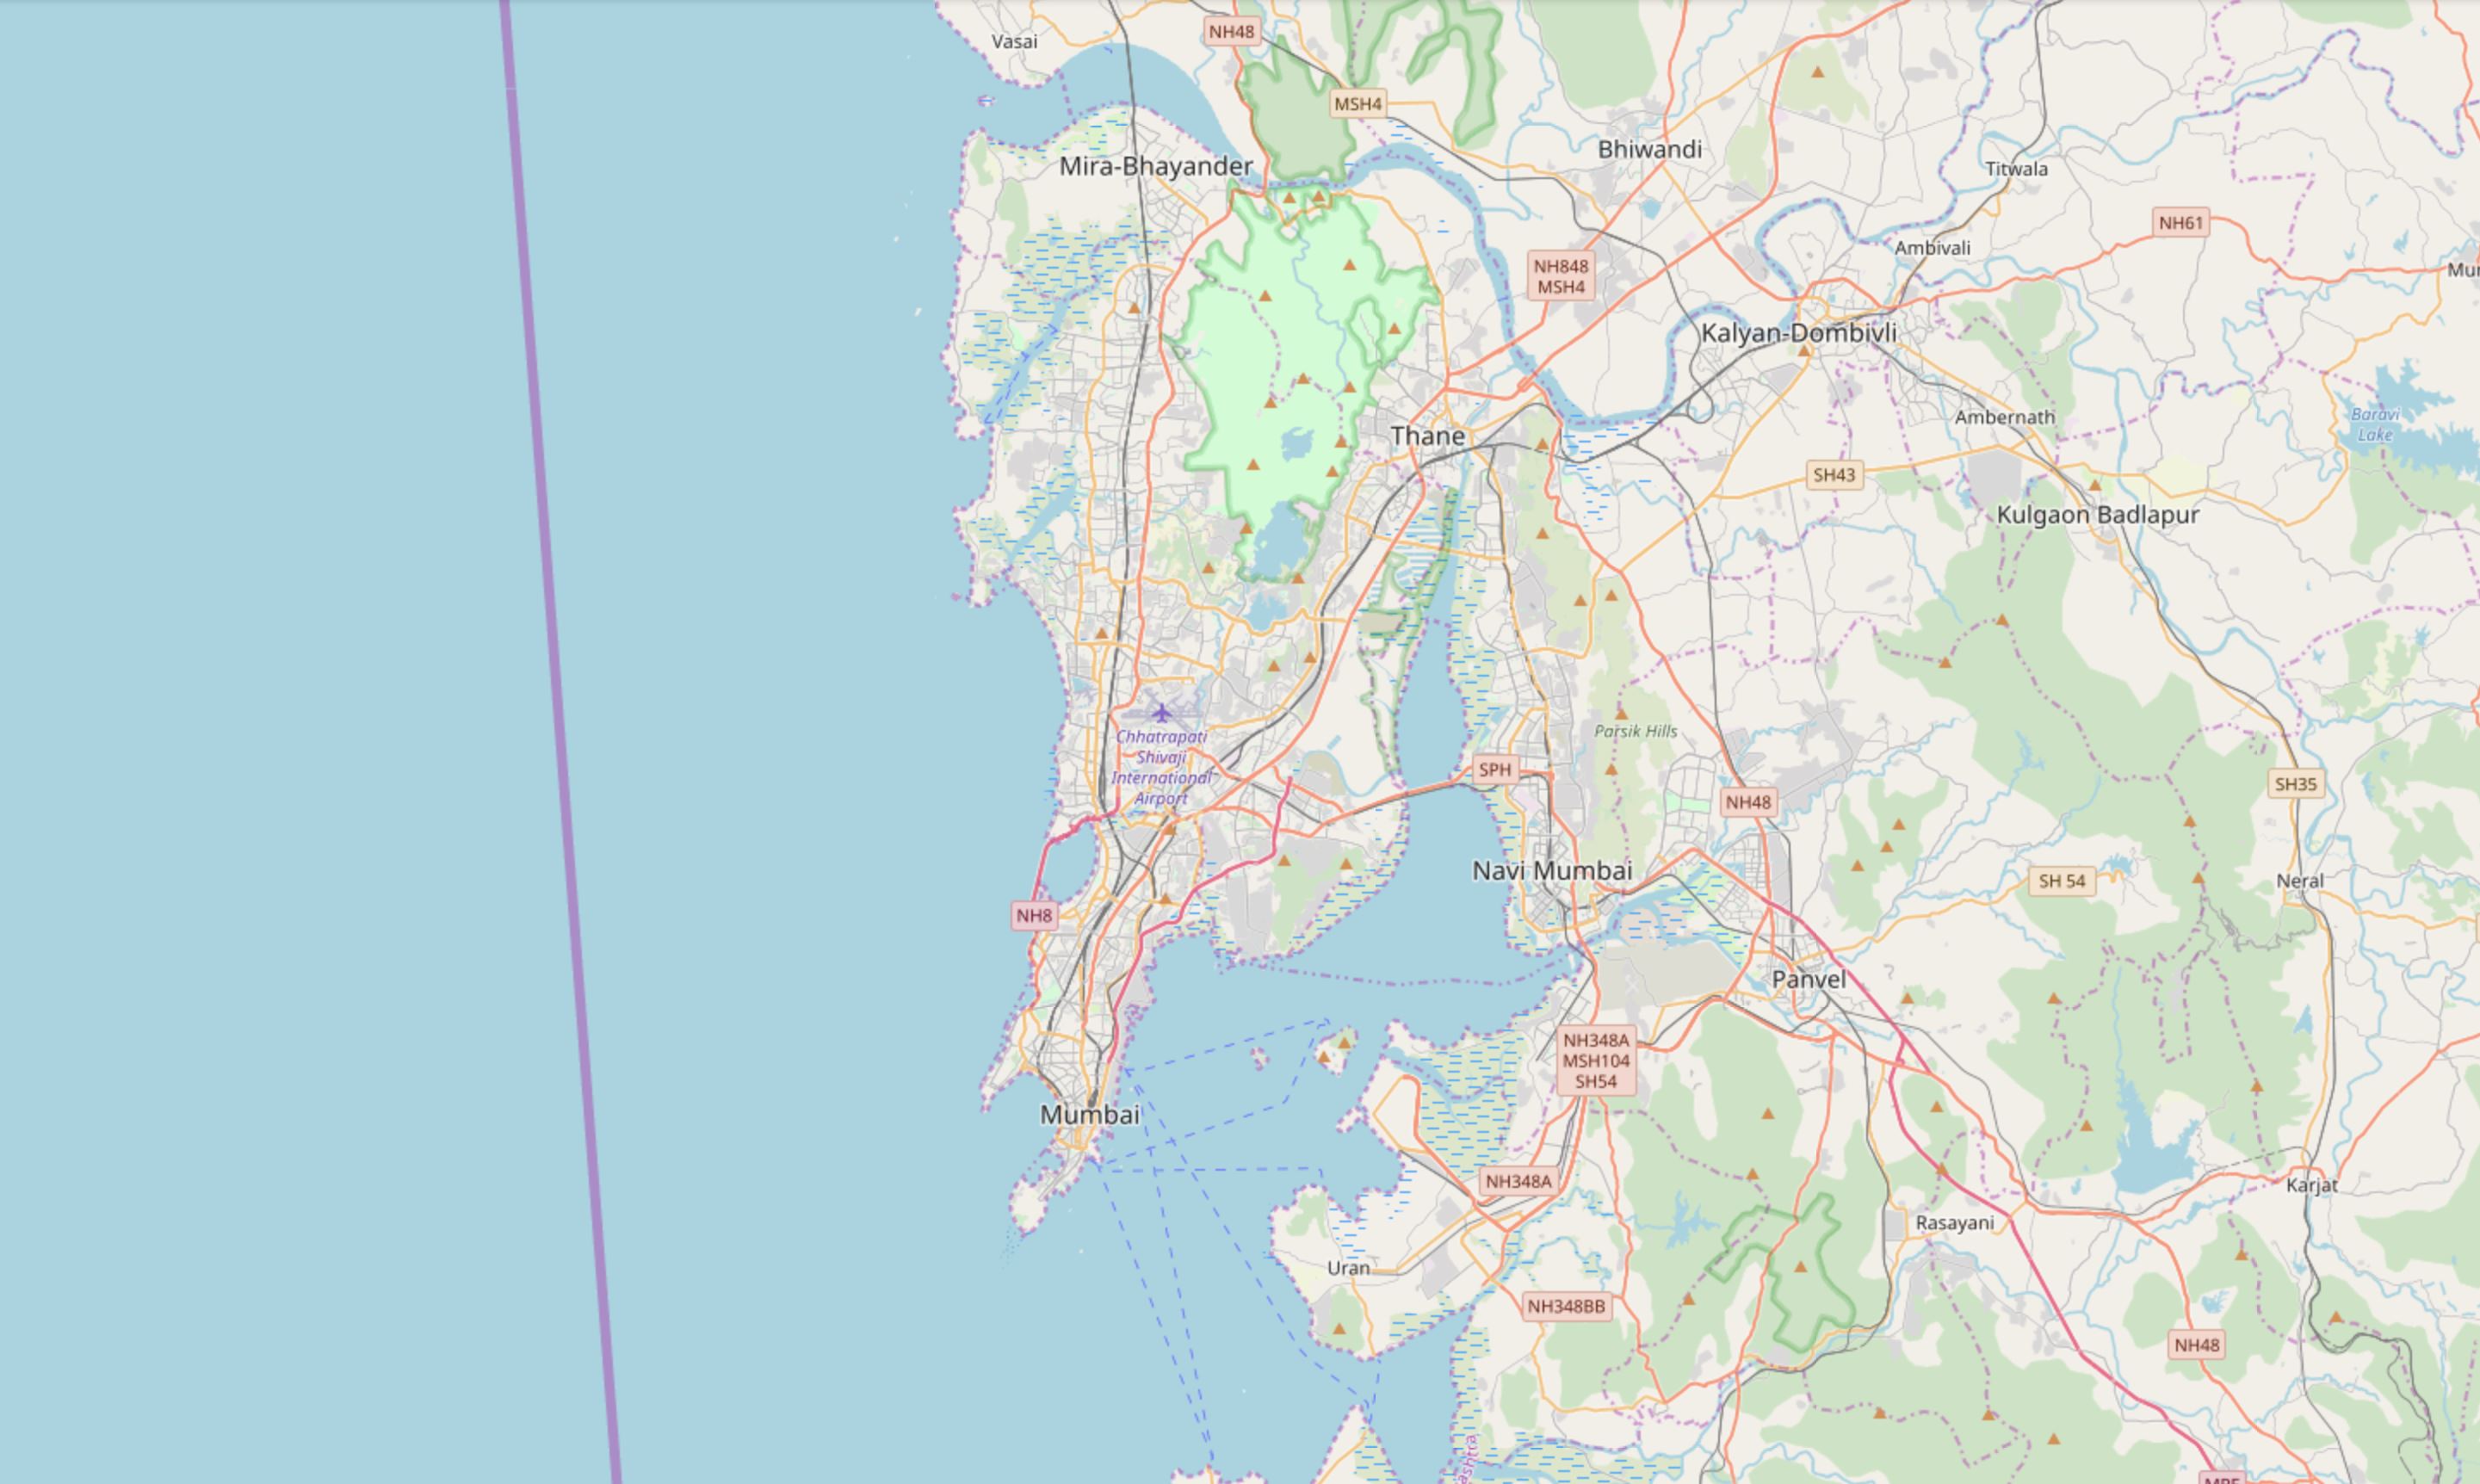 NH48
Vasai
MSH4
Mira-Bhayander
Bhiwandi
Titwala
NH61
Ambivali
NH848
MSH4
Kalyan-Dombivli
Baravi
Lake
Ambernath
Thane
SH43
Kulgaon Badlapur
Parsik Hills
Chhatrapati
Shivaji
International
Airport
SPH
SH35
NH48
Navi Mumbai
SH 54
Neral
NH8
Panvel
NH348A
MSH104
SH54
Mumbai
NH348A
Karjat
Rasayani
Uran
NH348BB
NH48